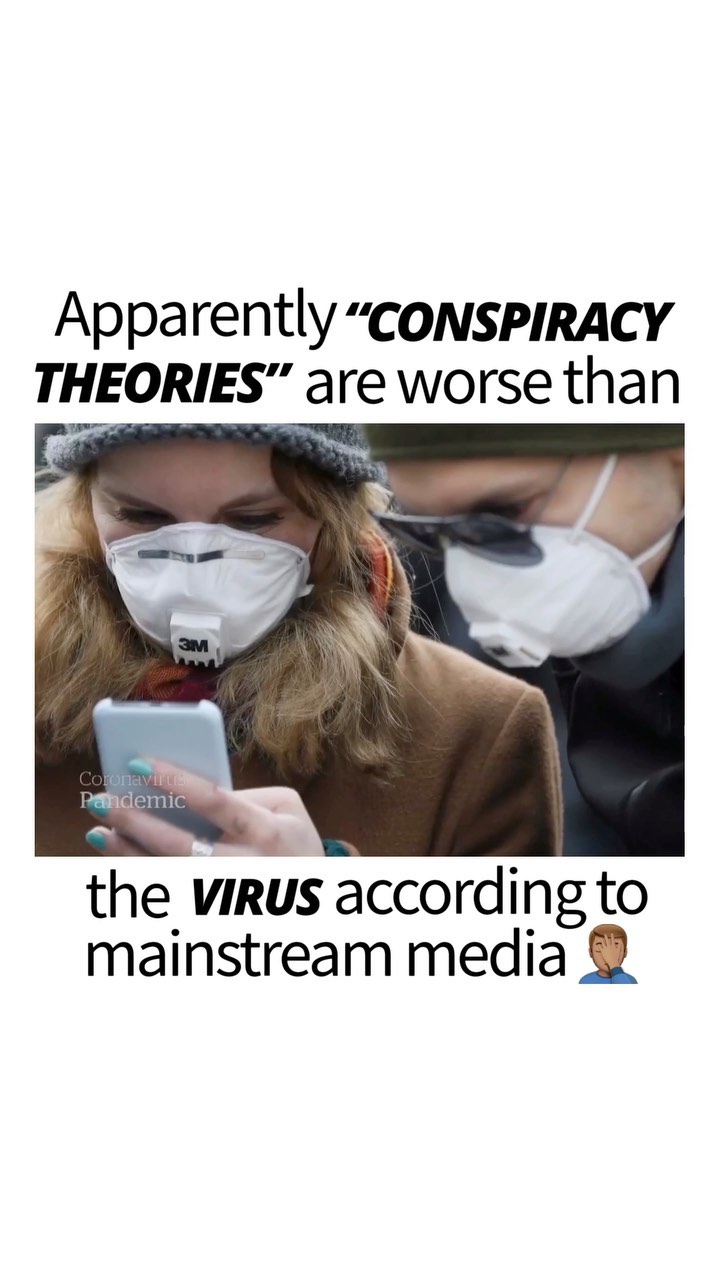 Apparently “CONSPIRACY
THEORIES” are worse than
3M
Coronavirus
Pandemic
the VIRUS according to
mainstream media